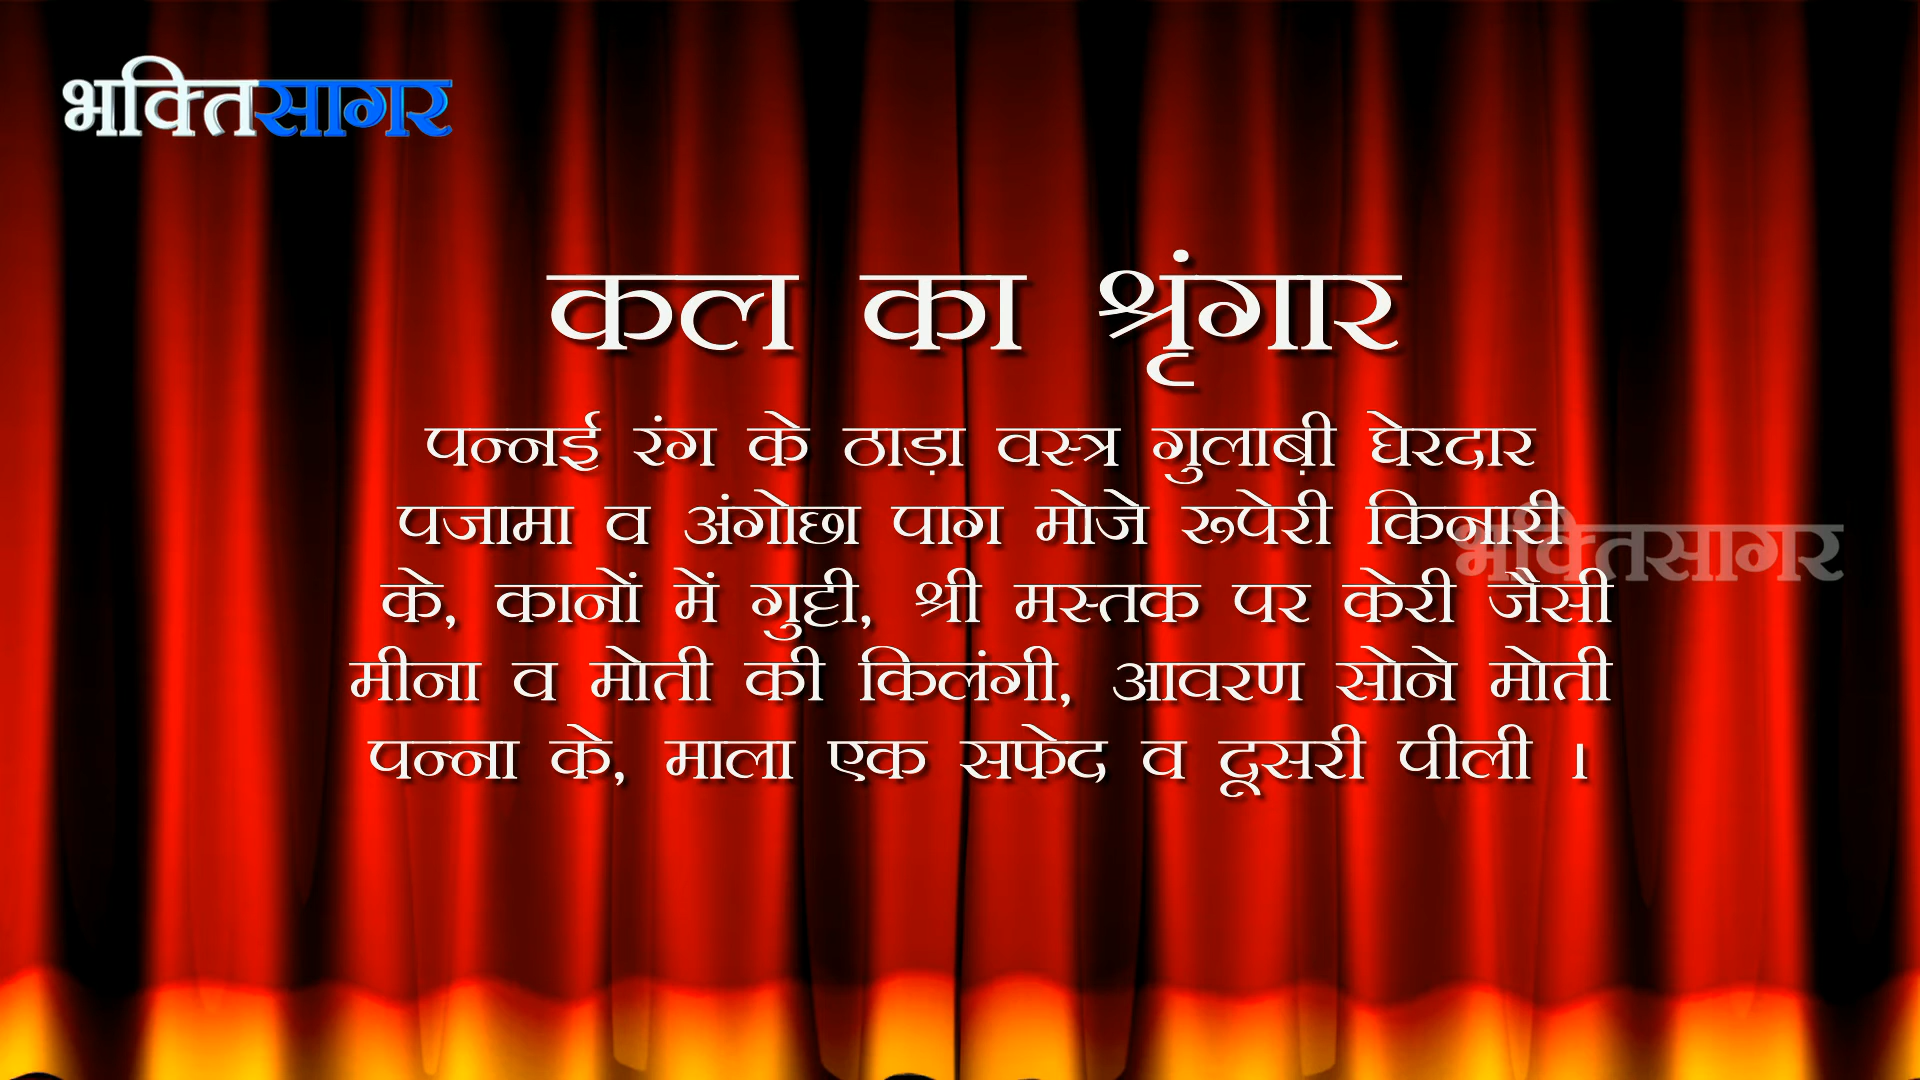 भक्तिसागर
कल का श्रृंगार
पन्नई रंग के ठाड़ा वस्त्र गुलाब़ी घेरदार
पजामा व अंगोछा पाग मोजे रूपेरी किनारी
भक्तिसागर
के, कानों में गुट्टी, श्री मस्तक पर केरी जैसी
मीना व मोती की किलंगी, आवरण सोने मोती
पन्ना के, माला एक सफेद व दूसरी पीली ।